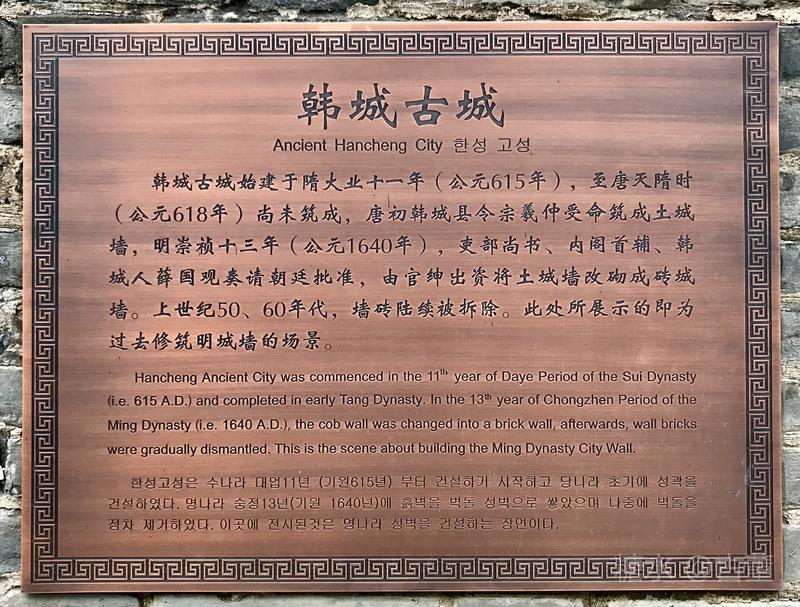 韩城古城
Ancient Hancheng City 한성 고성
韩城古城始建于隋大业十一年（公元615年），至唐灭隋时
（公元618年）尚未筑成，唐初韩城县令宗羲仲受命筑成土城
墙，明崇祯十三年（公元1640年），吏部尚书、内阁首辅、韩
城人薛国观奏请朝廷批准，由官绅出资将土城墙改砌成砖城
墙。上世纪50、60年代，墙砖陆续被拆除。此处所展示的即为
过去修筑明城墙的场景。
Hancheng Ancient City was commenced in the 11th year of Daye Period of the Sui Dynasty
(i.e. 615 A.D.) and completed in early Tang Dynasty. In the 13th year of Chongzhen Period of the
Ming Dynasty (i.e. 1640 A.D.), the cob wall was changed into a brick wall, afterwards, wall bricks
were gradually dismantled. This is the scene about building the Ming Dynasty City Wall.
한성고성은 수나라 대업11년 (기원615년) 부터 건설하기 시작하고 당나라 초기에 성곽을
건설하였다. 명나라 숭정13년(기원 1640년)에 흙벽을 벽돌 성벽으로 쌓았으며 나중에 벽돌을
점차 제거하였다. 이곳에 전시된것은 명나라 성벽을 건설하는 장면이다.